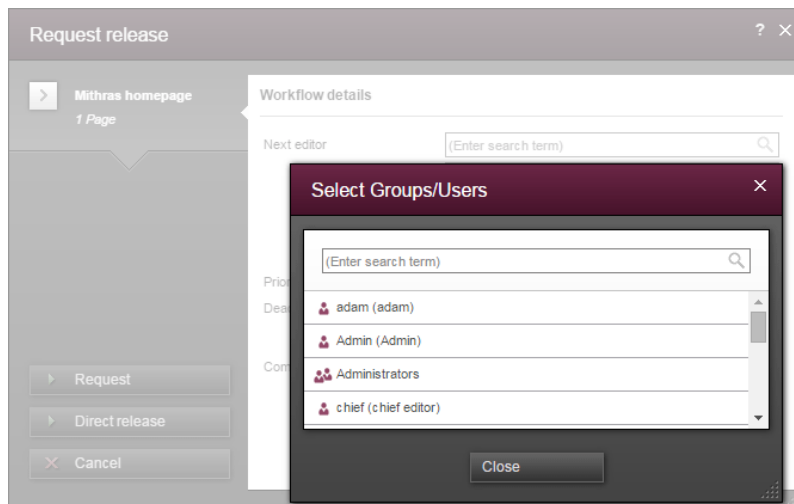 Request release
?
Mithras homepage
1 Page
Workflow details
Next editor
(Enter search term)
Select Groups/Users
(Enter search term)
adam (adam)
Admin (Admin)
Administrators
chief (chief editor)
Close
Request
Direct release
Cancel